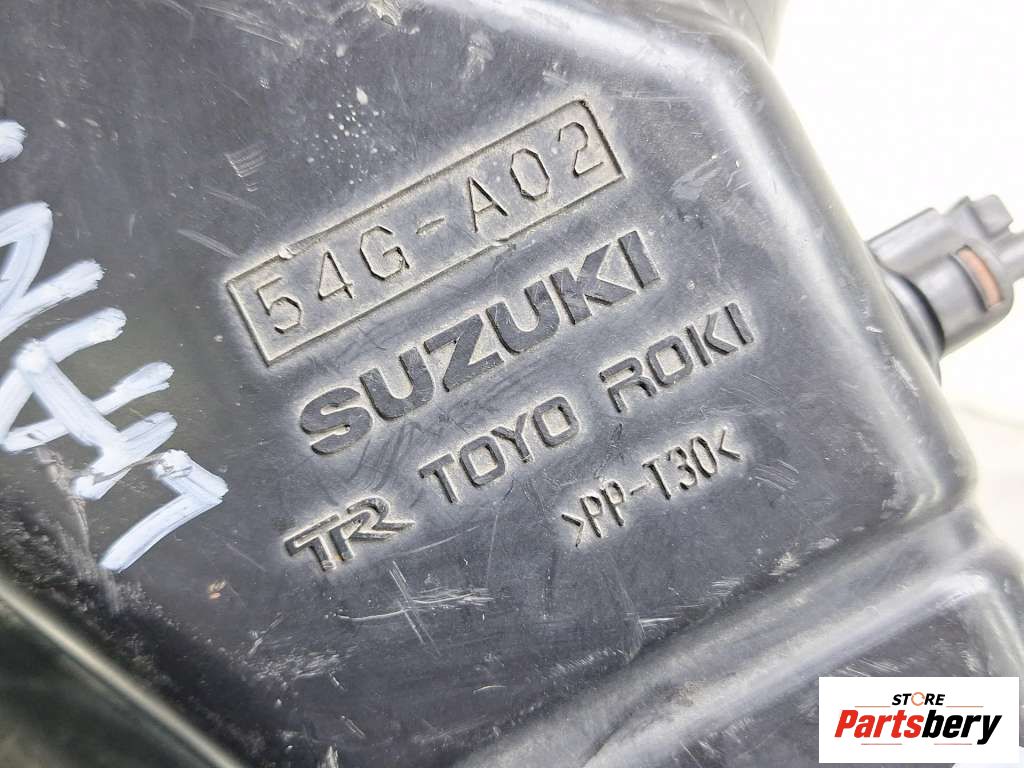 54G-A02
SUZUKI
TR TOYO ROKI
>PP-T30<
STORE
Partsbery